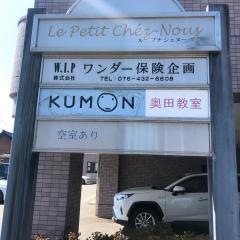 Le Petit Chéz-Nous
ル・プチシェヌー
W.I.P ワンダー保険企画
株式会社 TEL:076-432-6608
KUMON 奥田教室
空室あり